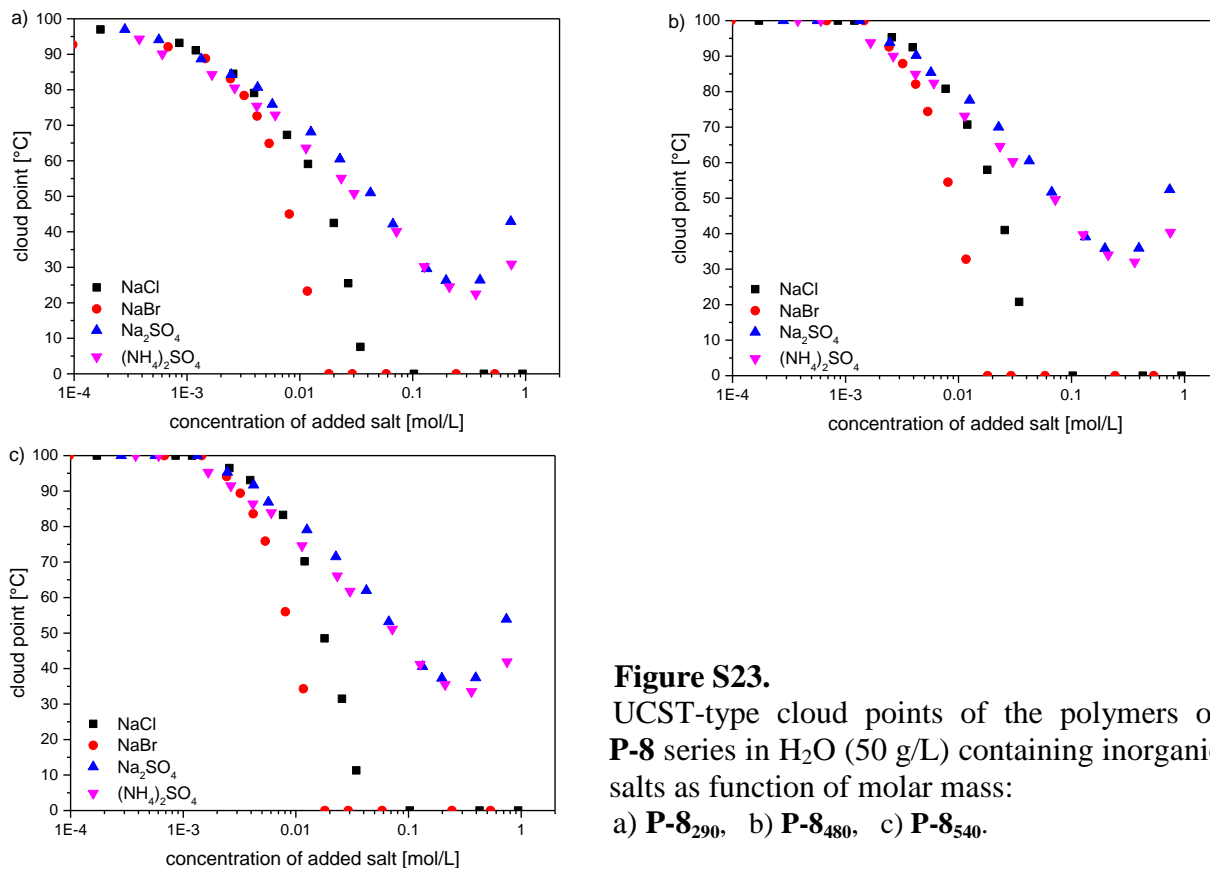 a)
100
90
80
70
60
50
40
30
20
10
0
cloud point [°C]
NaCl
NaBr
Na₂SO₄
(NH₄)₂SO₄
1E-4 1E-3 0.01 0.1 1
concentration of added salt [mol/L]
b)
100
90
80
70
60
50
40
30
20
10
0
cloud point [°C]
NaCl
NaBr
Na₂SO₄
(NH₄)₂SO₄
1E-4 1E-3 0.01 0.1 1
concentration of added salt [mol/L]
c)
100
90
80
70
60
50
40
30
20
10
0
cloud point [°C]
NaCl
NaBr
Na₂SO₄
(NH₄)₂SO₄
1E-4 1E-3 0.01 0.1 1
concentration of added salt [mol/L]
Figure S23.
UCST-type cloud points of the polymers o
P-8 series in H₂O (50 g/L) containing inorgani
salts as function of molar mass:
a) P-8₂₉₀, b) P-8₄₈₀, c) P-8₅₄₀.